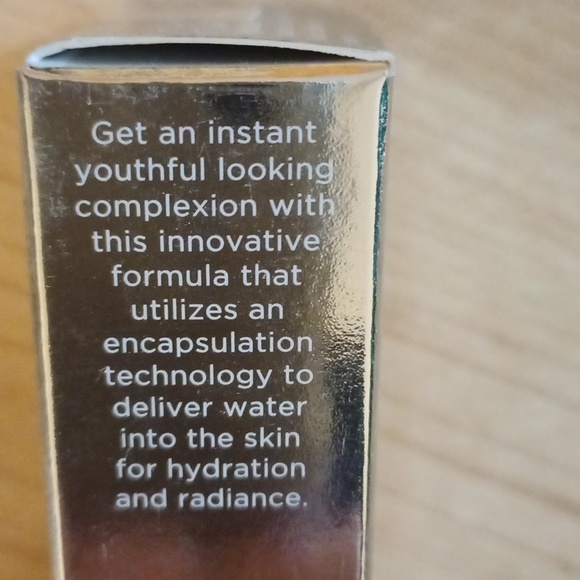 Get an instant
youthful looking
complexion with
this innovative
formula that
utilizes an
encapsulation
technology to
deliver water
into the skin
for hydration
and radiance.